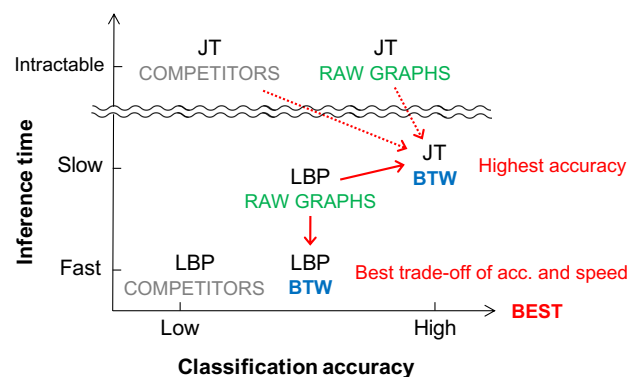 JT
COMPETITORS
JT
RAW GRAPHS
Intractable
Slow
Fast
Inference time
JT
BTW
Highest accuracy
LBP
RAW GRAPHS
LBP
COMPETITORS
LBP
BTW
Best trade-off of acc. and speed
Low
High
BEST
Classification accuracy